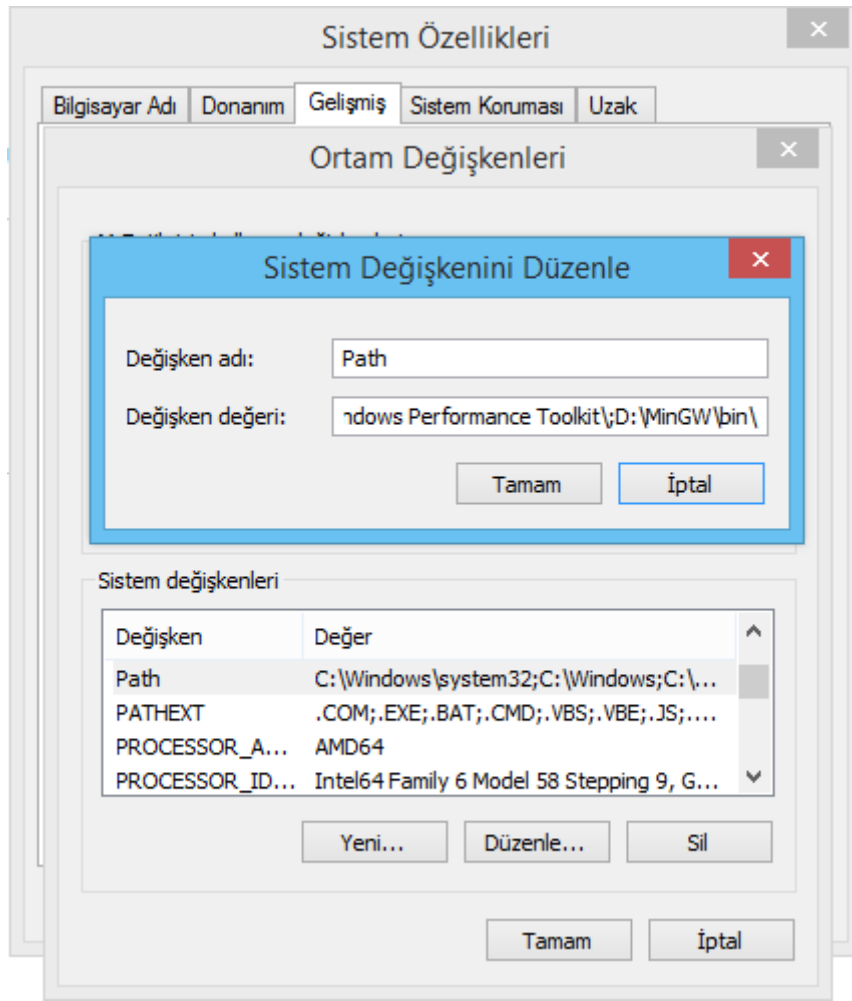 Sistem Özellikleri
Bilgisayar Adı Donanım Gelişmiş Sistem Koruması Uzak
Ortam Değişkenleri
Sistem Değişkenini Düzenle
Değişken adı: Path
Değişken değeri: ndows Performance Toolkit\;D:\MinGW\bin\
Tamam İptal
Sistem değişkenleri
Değişken Değer
Path C:\Windows\system32;C:\Windows;C:\...
PATHEXT .COM;.EXE;.BAT;.CMD;.VBS;.VBE;.JS;....
PROCESSOR_A... AMD64
PROCESSOR_ID... Intel64 Family 6 Model 58 Stepping 9, G...
Yeni... Düzenle... Sil
Tamam İptal